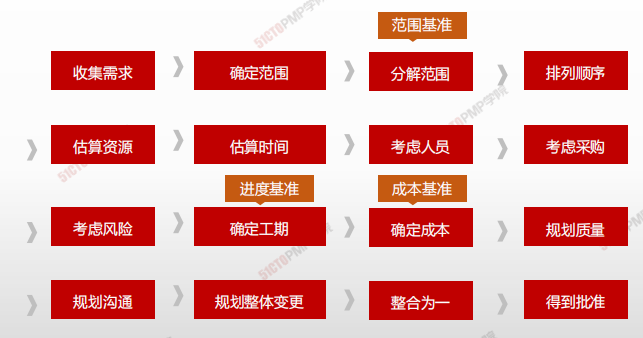 范围基准
收集需求
确定范围
分解范围
排列顺序
估算资源
估算时间
考虑人员
考虑采购
进度基准
成本基准
考虑风险
确定工期
确定成本
规划质量
规划沟通
规划整体变更
整合为一
得到批准
51CTOPMP学院